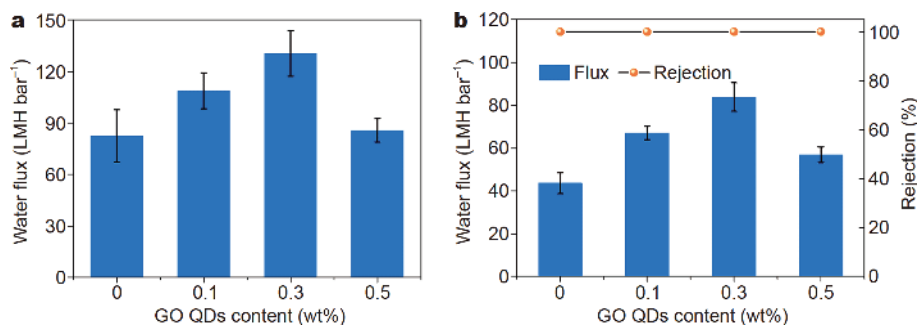 a
Water flux (LMH bar⁻¹)
150
120
90
60
30
0
0 0.1 0.3 0.5
GO QDs content (wt%)
b
Water flux (LMH bar⁻¹)
120
100
80
60
40
20
0
Flux Rejection
100
80
60
40
20
0
Rejection (%)
0 0.1 0.3 0.5
GO QDs content (wt%)